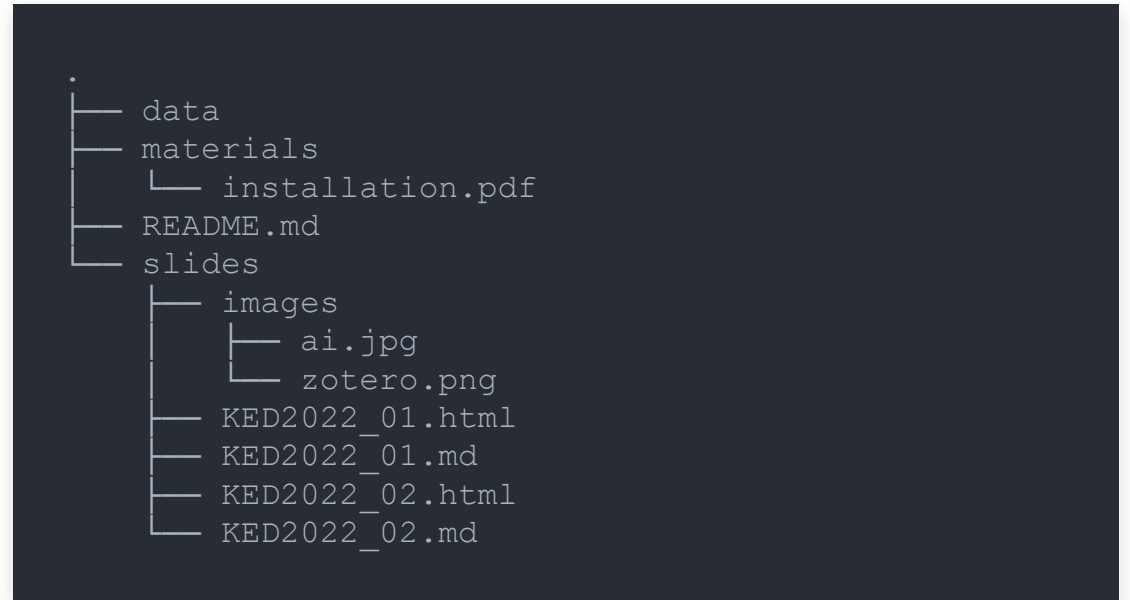 .
├── data
├── materials
│   └── installation.pdf
├── README.md
└── slides
    ├── images
    │   ├── ai.jpg
    │   └── zotero.png
    ├── KED2022_01.html
    ├── KED2022_01.md
    ├── KED2022_02.html
    └── KED2022_02.md